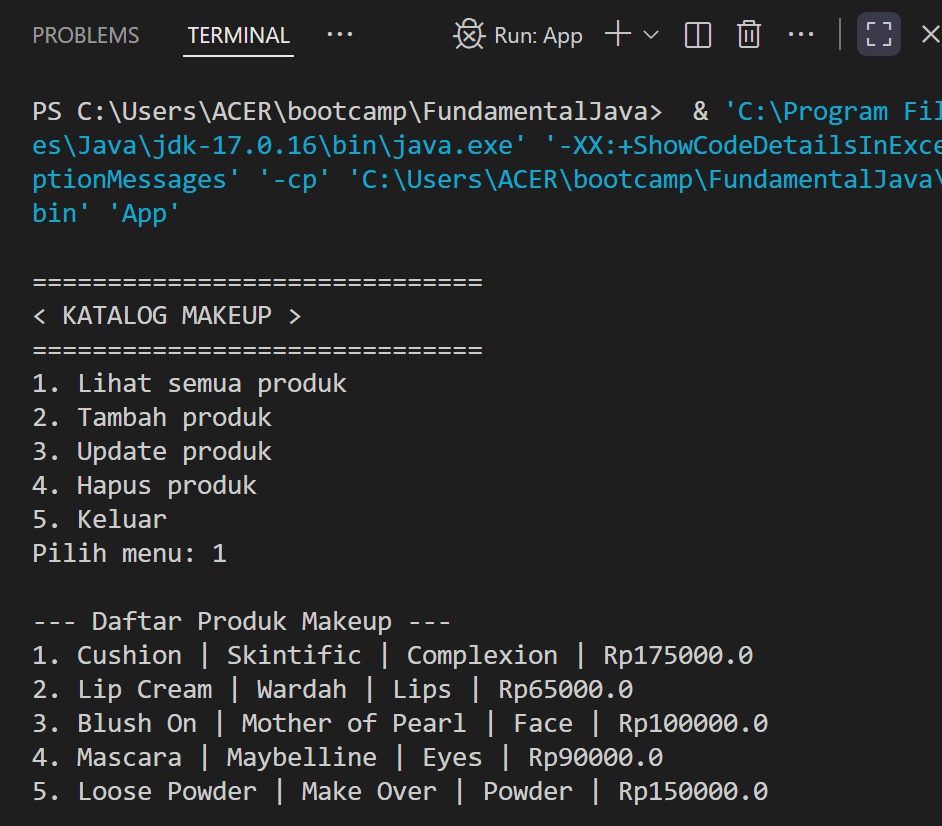 PROBLEMS TERMINAL ··· Run: App ···
PS C:\Users\ACER\bootcamp\FundamentalJava>  & 'C:\Program Fil
es\Java\jdk-17.0.16\bin\java.exe' '-XX:+ShowCodeDetailsInExce
ptionMessages' '-cp' 'C:\Users\ACER\bootcamp\FundamentalJava\
bin' 'App'
==============================
< KATALOG MAKEUP >
==============================
1. Lihat semua produk
2. Tambah produk
3. Update produk
4. Hapus produk
5. Keluar
Pilih menu: 1
--- Daftar Produk Makeup ---
1. Cushion | Skintific | Complexion | Rp175000.0
2. Lip Cream | Wardah | Lips | Rp65000.0
3. Blush On | Mother of Pearl | Face | Rp100000.0
4. Mascara | Maybelline | Eyes | Rp90000.0
5. Loose Powder | Make Over | Powder | Rp150000.0